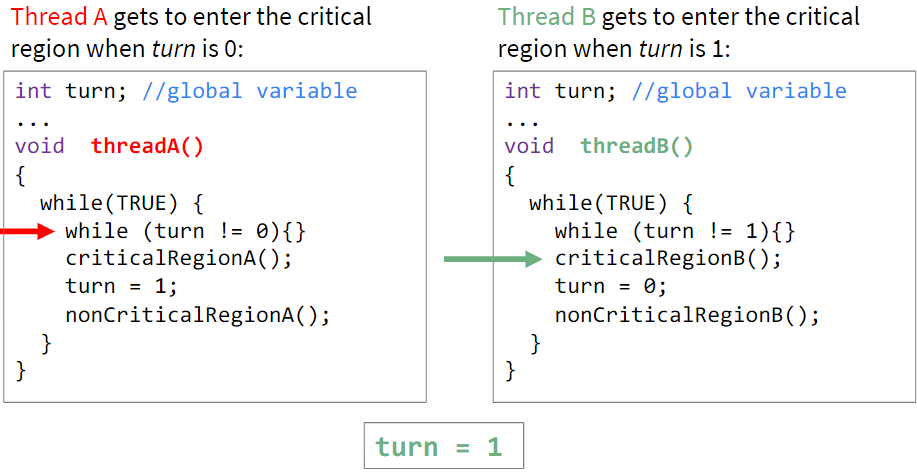 Thread A gets to enter the critical
region when turn is 0:
int turn; //global variable
...
void  threadA()
{
  while(TRUE) {
    while (turn != 0){}
    criticalRegionA();
    turn = 1;
    nonCriticalRegionA();
  }
}
Thread B gets to enter the critical
region when turn is 1:
int turn; //global variable
...
void  threadB()
{
  while(TRUE) {
    while (turn != 1){}
    criticalRegionB();
    turn = 0;
    nonCriticalRegionB();
  }
}
turn = 1